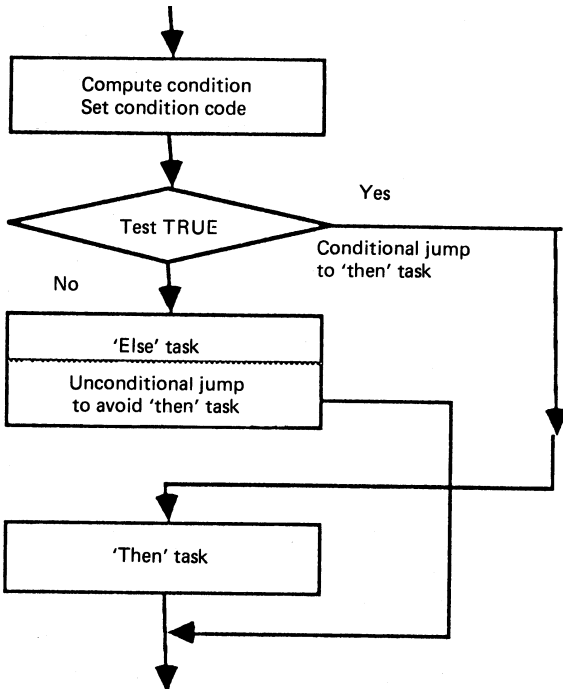 Compute condition
Set condition code
Yes
Test TRUE
Conditional jump
to ‘then’ task
No
‘Else’ task
Unconditional jump
to avoid ‘then’ task
‘Then’ task